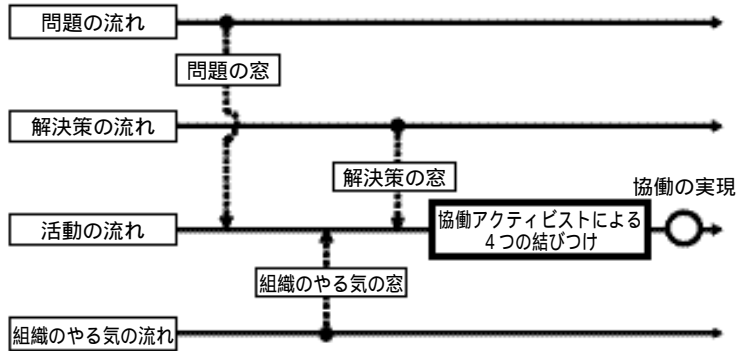 問題の流れ
問題の窓
解決策の流れ
解決策の窓
協働の実現
活動の流れ
協働アクティビストによる
4つの結びつけ
組織のやる気の窓
組織のやる気の流れ